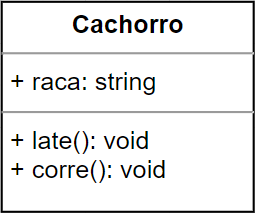 Cachorro
+ raca: string
+ late(): void
+ corre(): void